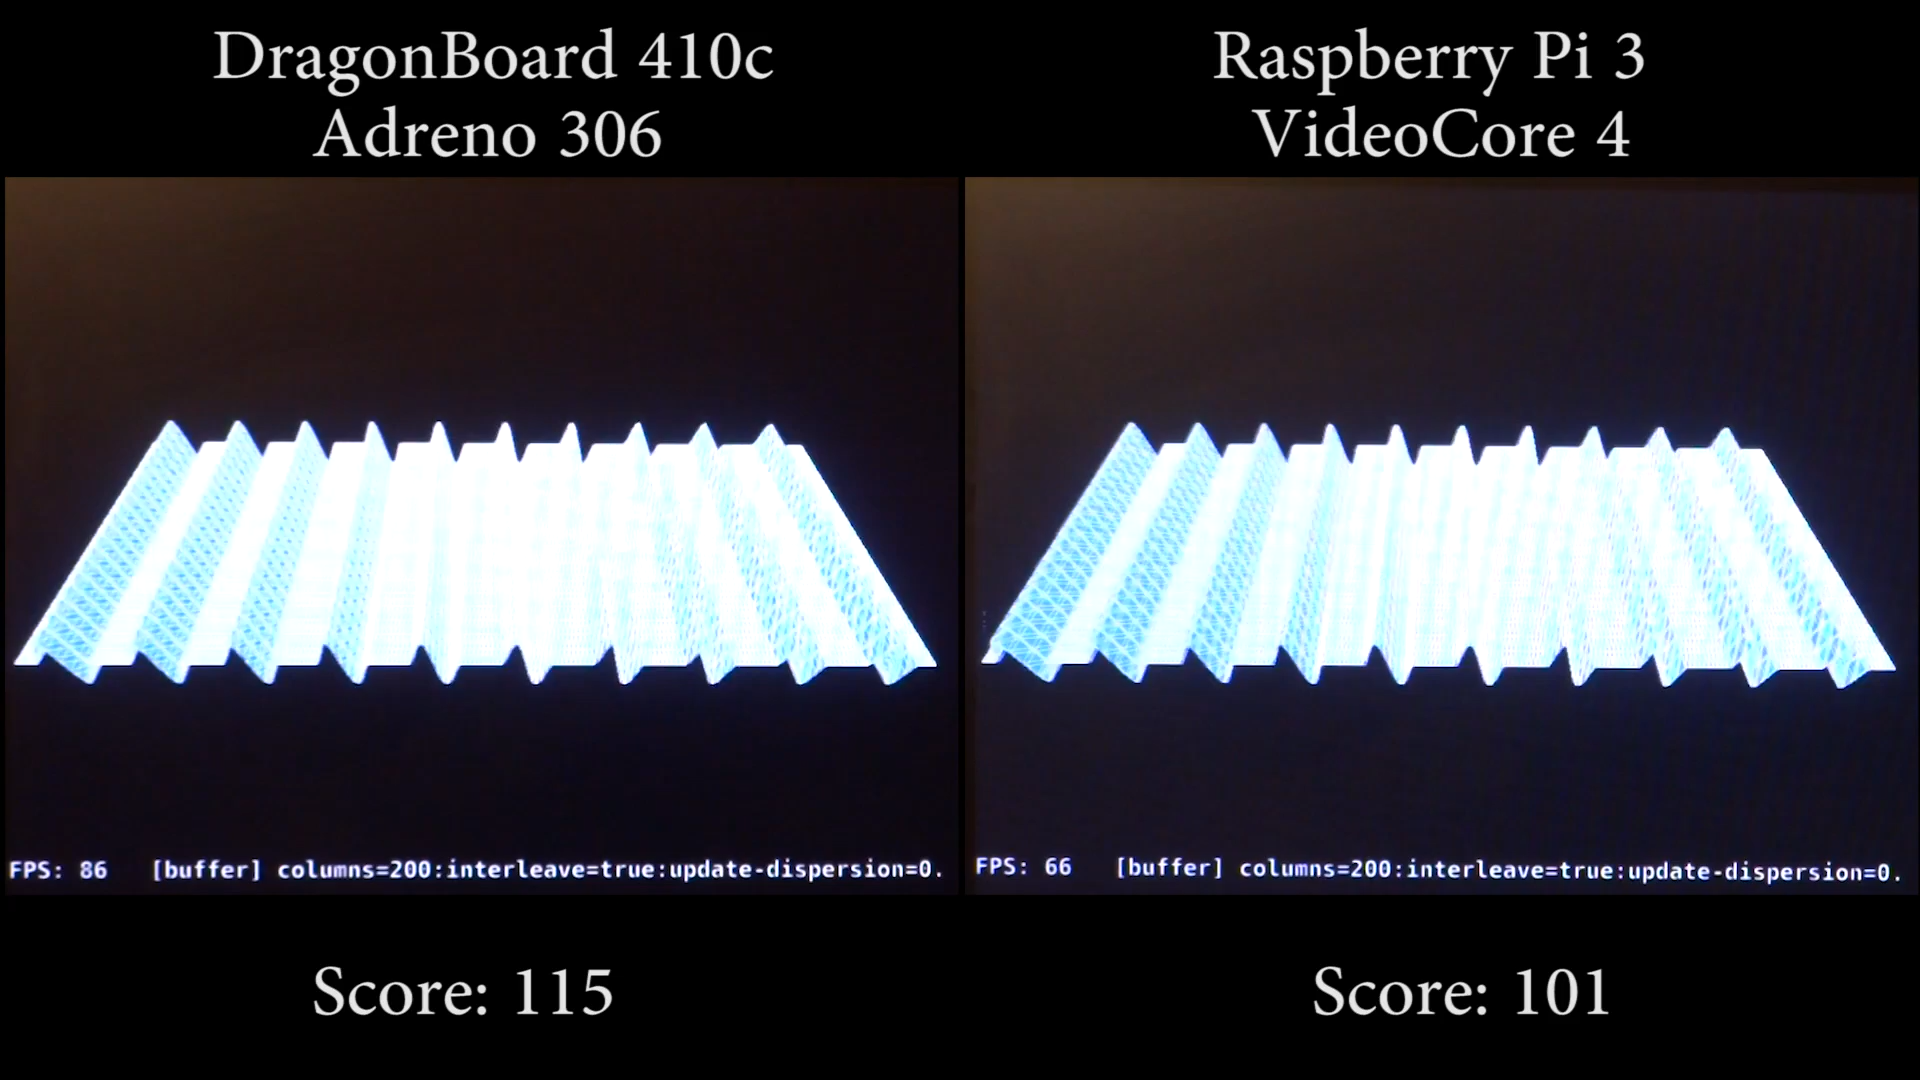 DragonBoard 410c
Adreno 306
Raspberry Pi 3
VideoCore 4
FPS: 86 [buffer] columns=200:interleave=true:update-dispersion=0.
FPS: 66 [buffer] columns=200:interleave=true:update-dispersion=0.
Score: 115
Score: 101